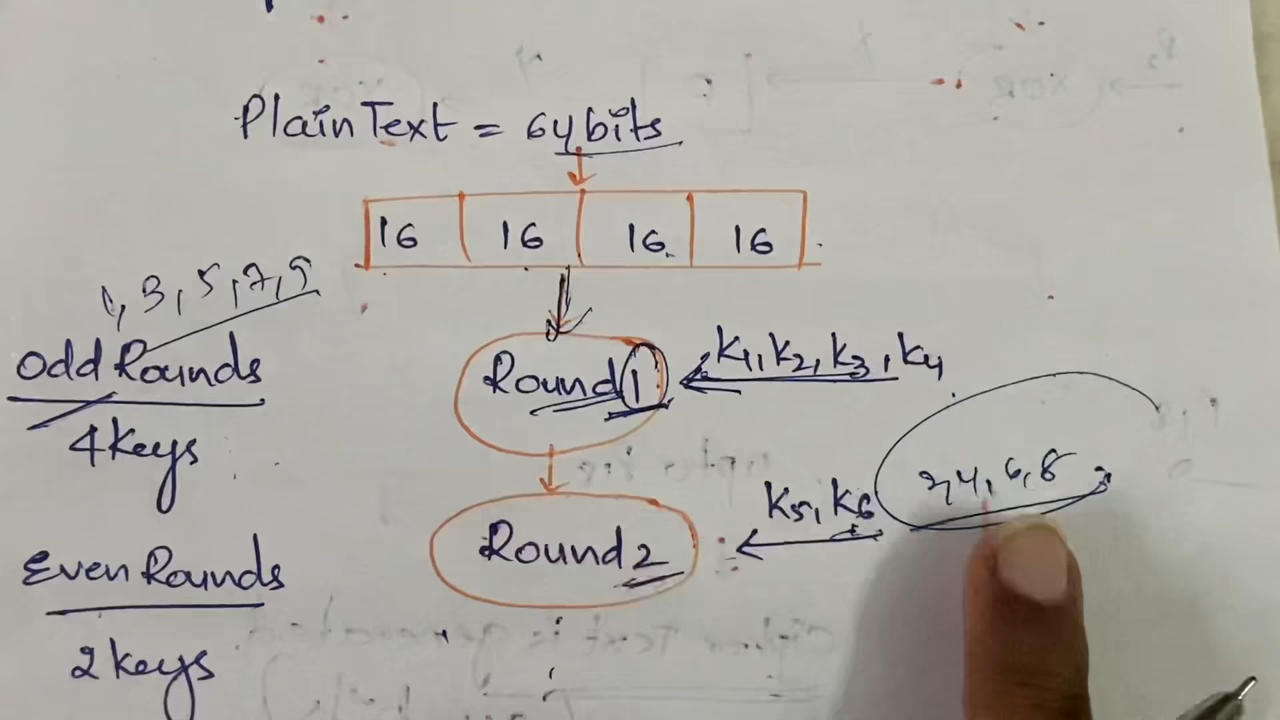 Plain Text = 64 bits
16 16 16 16
1, 3, 5, 7, 9
Odd Rounds
4 keys
Round 1
K1, K2, K3, K4
K5, K6
2, 4, 6, 8
Round 2
Even Rounds
2 keys